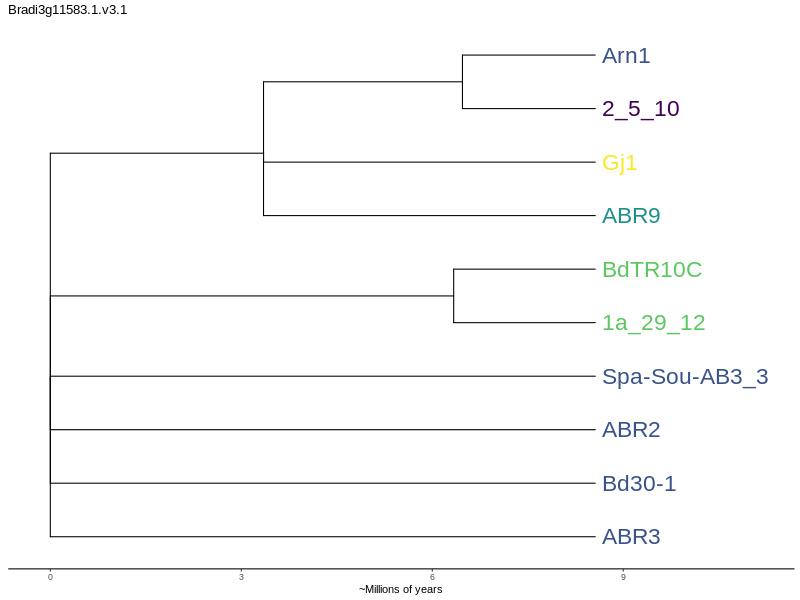 Bradi3g11583.1.v3.1
Arn1
2_5_10
Gj1
ABR9
BdTR10C
1a_29_12
Spa-Sou-AB3_3
ABR2
Bd30-1
ABR3
0 3 6 9
~Millions of years